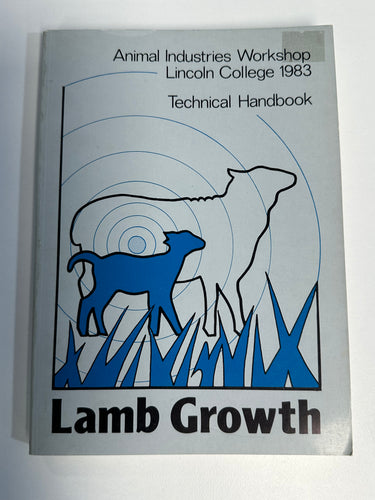 Animal Industries Workshop
Lincoln College 1983
Technical Handbook
Lamb Growth